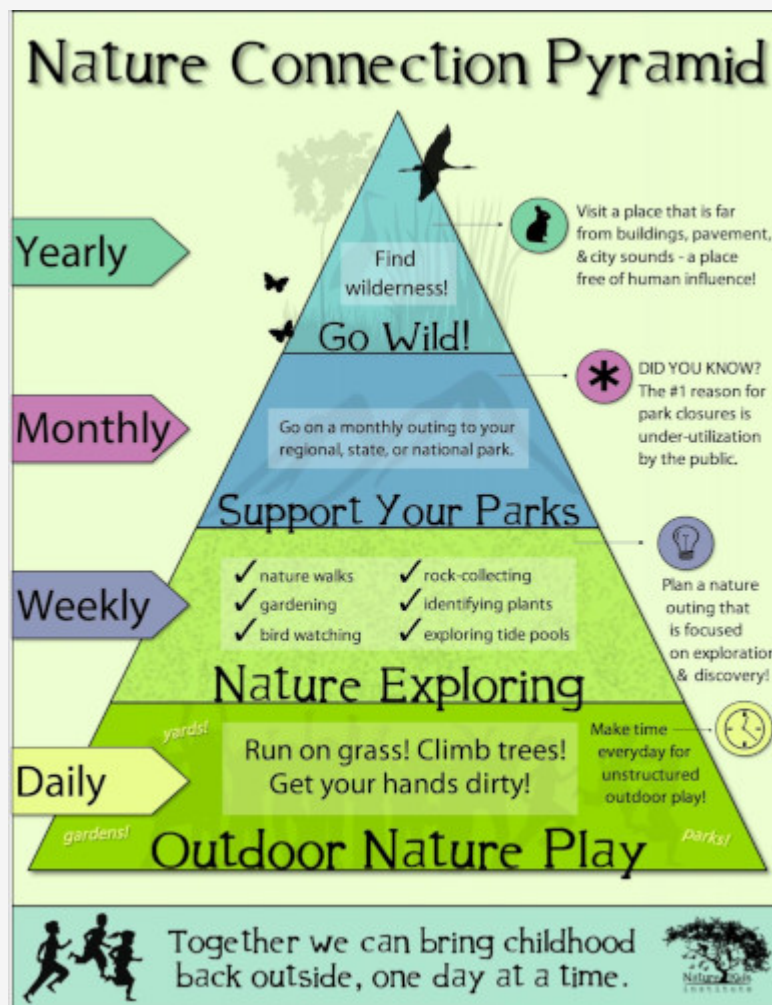 Nature Connection Pyramid
Yearly
Find
wilderness!
Go Wild!
Visit a place that is far
from buildings, pavement,
& city sounds - a place
free of human influence!
Monthly
Go on a monthly outing to your
regional, state, or national park.
Support Your Parks
DID YOU KNOW?
The #1 reason for
park closures is
under-utilization
by the public.
Weekly
✓ nature walks
✓ gardening
✓ bird watching
✓ rock-collecting
✓ identifying plants
✓ exploring tide pools
Nature Exploring
Plan a nature
outing that
is focused
on exploration
& discovery!
Daily
yards!
gardens!
Run on grass! Climb trees!
Get your hands dirty!
Make time
everyday for
unstructured
outdoor play!
parks!
Outdoor Nature Play
Together we can bring childhood
back outside, one day at a time.
Nature Kids
institute